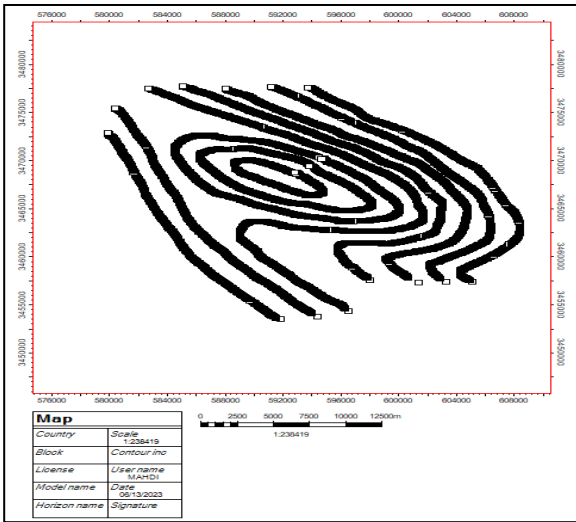 576000 580000 584000 588000 592000 596000 600000 604000 608000
3480000 3480000
3475000 3475000
3470000 3470000
3465000 3465000
3460000 3460000
3455000 3455000
3450000 3450000
576000 580000 584000 588000 592000 596000 600000 604000 608000
0 2500 5000 7500 10000 12500m
1:238419
Map
Country Scale
1:238419
Block Contour inc
License User name
MAHDI
Model name Date
06/13/2023
Horizon name Signature